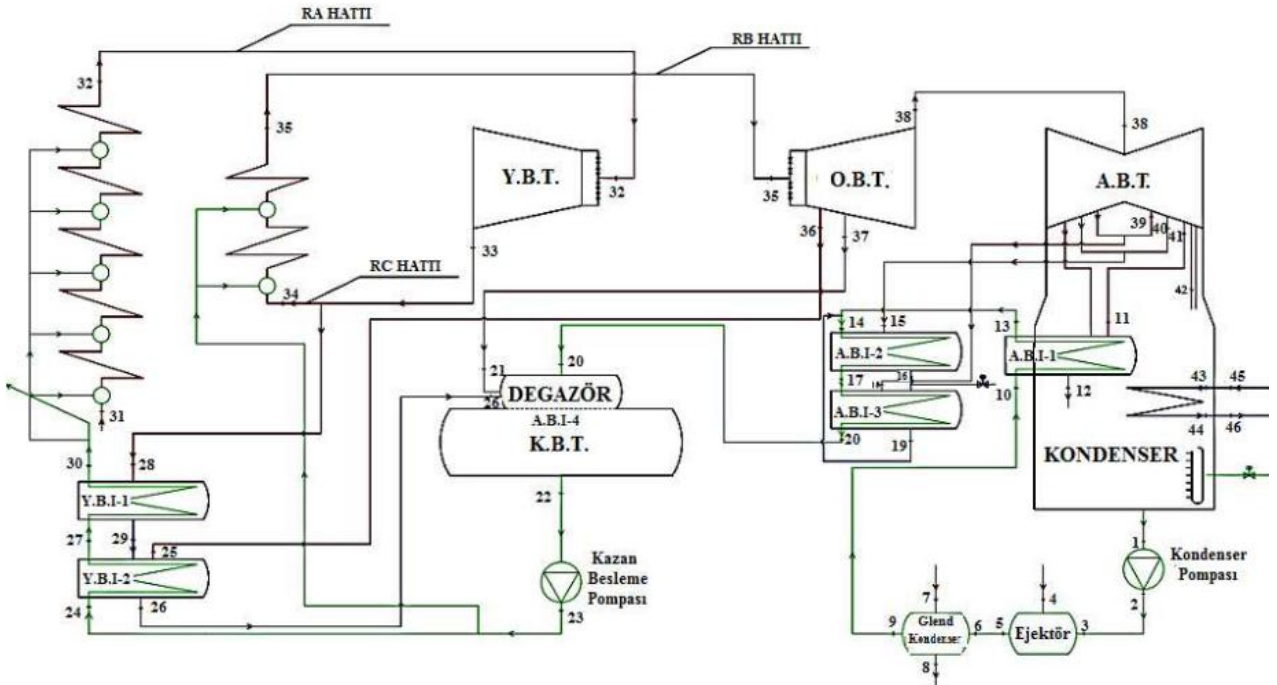 RA HATTI
RB HATTI
32
35
38
38
Y.B.T.
32
35
O.B.T.
A.B.T.
36
37
39
40
41
33
RC HATTI
34
42
14
15
13
11
A.B.I-2
A.B.I-1
20
21
17
16
10
12
43
45
31
DEGAZÖR
26
A.B.I-4
A.B.I-3
44
46
K.B.T.
20
19
30
28
KONDENSER
Y.B.I-1
22
27
29
25
1
Kazan
Besleme
Pompası
Kondenser
Pompası
Y.B.I-2
24
26
23
7
4
2
9
Glend
Kondenser
6
5
Ejektör
3
8